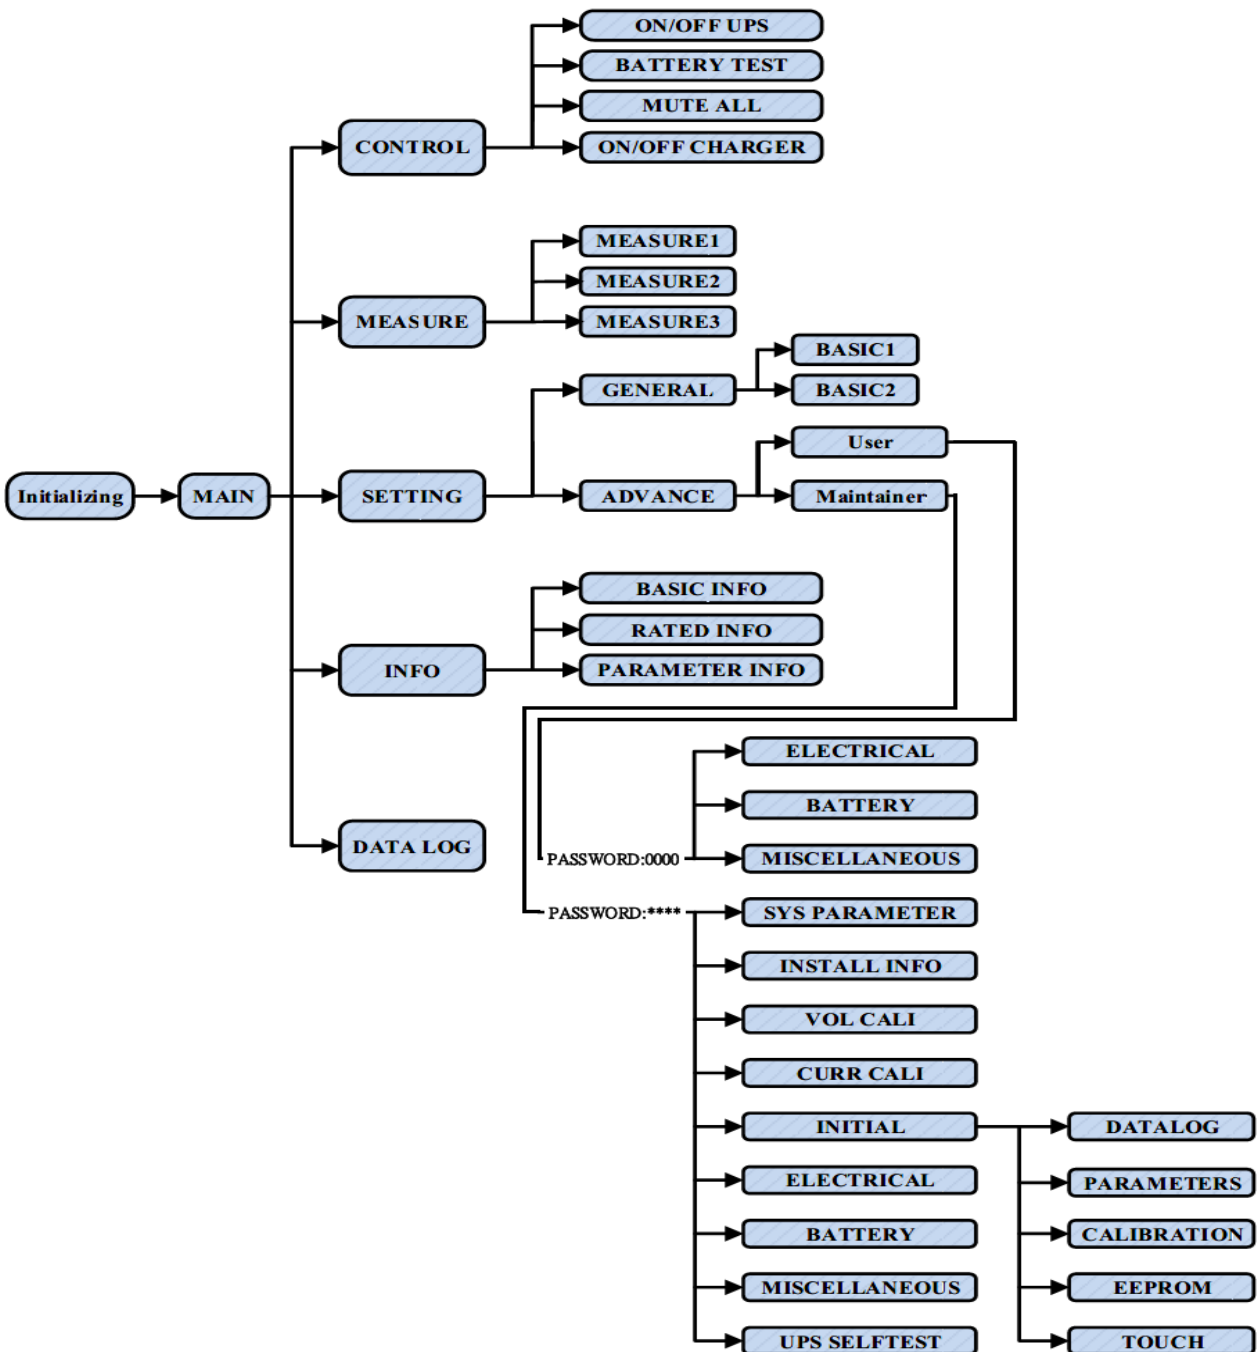 ON/OFF UPS
BATTERY TEST
MUTE ALL
CONTROL
ON/OFF CHARGER
MEASURE1
MEASURE2
MEASURE
MEASURE3
BASIC1
GENERAL
BASIC2
User
Initializing
MAIN
SETTING
ADVANCE
Maintainer
BASIC INFO
RATED INFO
INFO
PARAMETER INFO
ELECTRICAL
BATTERY
DATA LOG
PASSWORD:0000
MISCELLANEOUS
PASSWORD:****
SYS PARAMETER
INSTALL INFO
VOL CALI
CURR CALI
INITIAL
DATALOG
ELECTRICAL
PARAMETERS
BATTERY
CALIBRATION
MISCELLANEOUS
EEPROM
UPS SELFTEST
TOUCH